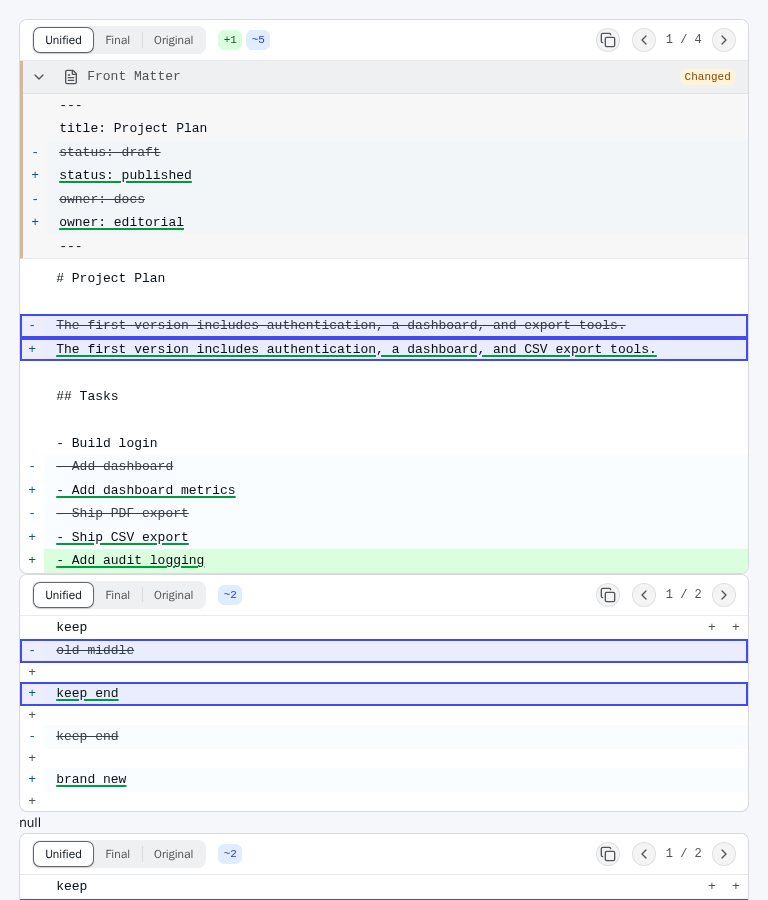 Unified Final Original +1 ~5 1 / 4
Front Matter Changed
---
title: Project Plan
- status: draft
+ status: published
- owner: docs
+ owner: editorial
---
# Project Plan
- The first version includes authentication, a dashboard, and export tools.
+ The first version includes authentication, a dashboard, and CSV export tools.
## Tasks
- Build login
- - Add dashboard
+ - Add dashboard metrics
- - Ship PDF export
+ - Ship CSV export
+ - Add audit logging
Unified Final Original ~2 1 / 2
keep + +
- old middle
+
+ keep end
+
- keep end
+
+ brand new
+
null
Unified Final Original ~2 1 / 2
keep + +